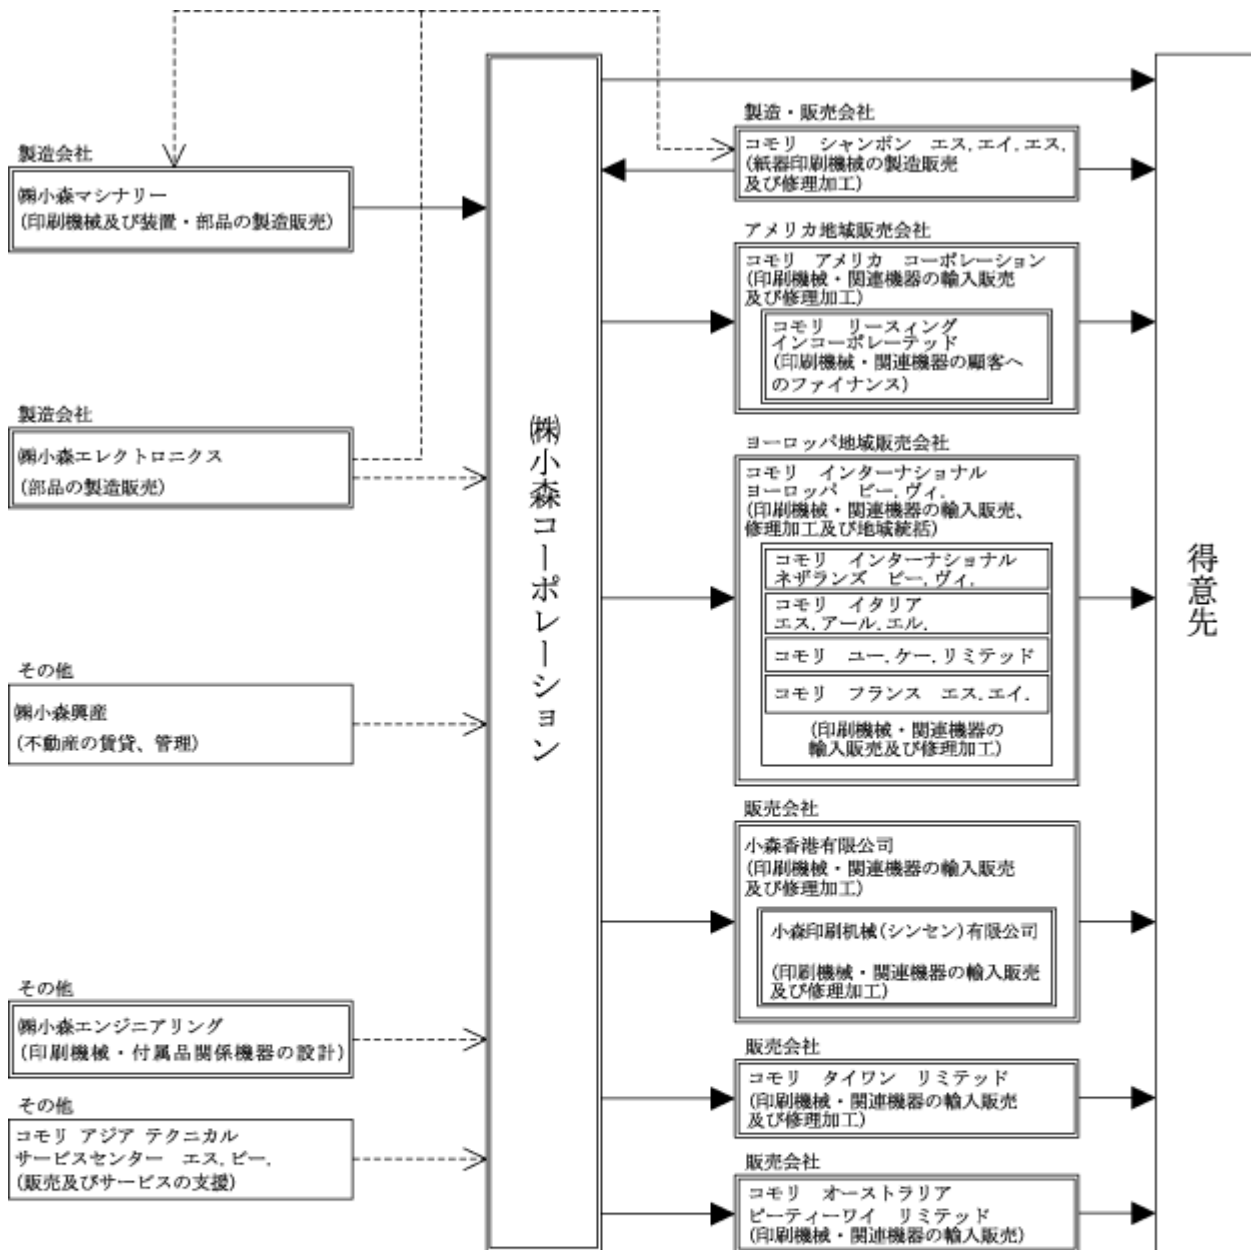 製造会社
㈱小森マシナリー
(印刷機械及び装置・部品の製造販売)
製造会社
㈱小森エレクトロニクス
(部品の製造販売)
その他
㈱小森興産
(不動産の賃貸、管理)
その他
㈱小森エンジニアリング
(印刷機械・付属品関係機器の設計)
その他
コモリ アジア テクニカル
サービスセンター エス.ピー.
(販売及びサービスの支援)
㈱小森コーポレーション
製造・販売会社
コモリ シャンボン エス.エイ.エス.
(紙器印刷機械の製造販売
及び修理加工)
アメリカ地域販売会社
コモリ アメリカ コーポレーション
(印刷機械・関連機器の輸入販売
及び修理加工)
コモリ リースィング
インコーポレーテッド
(印刷機械・関連機器の顧客へ
のファイナンス)
ヨーロッパ地域販売会社
コモリ インターナショナル
ヨーロッパ ビー.ヴィ.
(印刷機械・関連機器の輸入販売、
修理加工及び地域統括)
コモリ インターナショナル
ネザランズ ビー.ヴィ.
コモリ イタリア
エス.アール.エル.
コモリ ユー.ケー.リミテッド
コモリ フランス エス.エイ.
(印刷機械・関連機器の
輸入販売及び修理加工)
販売会社
小森香港有限公司
(印刷機械・関連機器の輸入販売
及び修理加工)
小森印刷机械(シンセン)有限公司
(印刷機械・関連機器の輸入販売
及び修理加工)
販売会社
コモリ タイワン リミテッド
(印刷機械・関連機器の輸入販売
及び修理加工)
販売会社
コモリ オーストラリア
ピーティーワイ リミテッド
(印刷機械・関連機器の輸入販売)
得意先